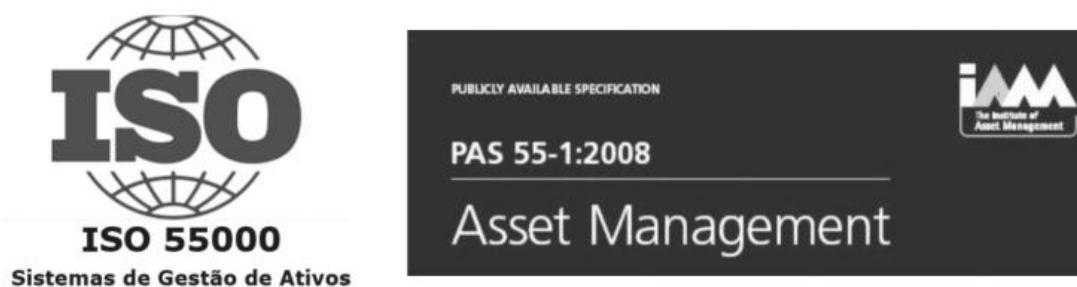 ISO
ISO 55000
Sistemas de Gestão de Ativos
PUBLICLY AVAILABLE SPECIFICATION
PAS 55-1:2008
Asset Management
iAM
The Institute of
Asset Management